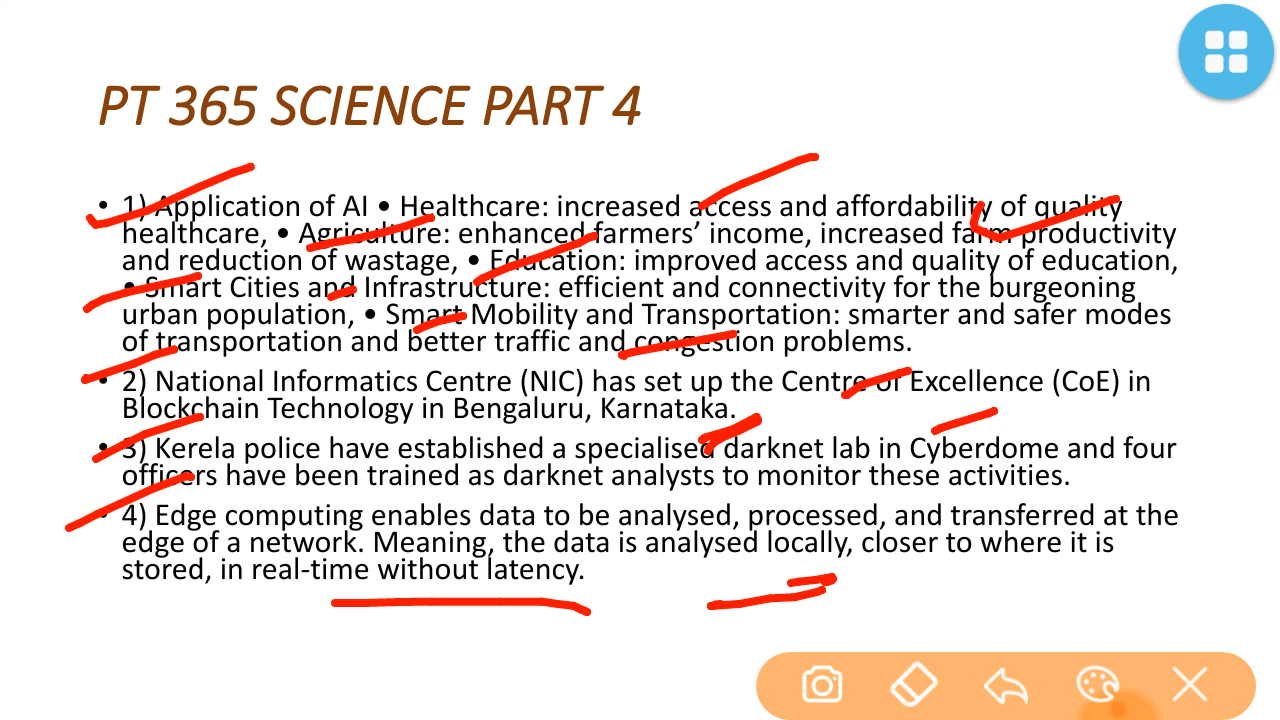 PT 365 SCIENCE PART 4
• 1) Application of AI • Healthcare: increased access and affordability of quality
healthcare, • Agriculture: enhanced farmers’ income, increased farm productivity
and reduction of wastage, • Education: improved access and quality of education,
• Smart Cities and Infrastructure: efficient and connectivity for the burgeoning
urban population, • Smart Mobility and Transportation: smarter and safer modes
of transportation and better traffic and congestion problems.
• 2) National Informatics Centre (NIC) has set up the Centre of Excellence (CoE) in
Blockchain Technology in Bengaluru, Karnataka.
• 3) Kerela police have established a specialised darknet lab in Cyberdome and four
officers have been trained as darknet analysts to monitor these activities.
• 4) Edge computing enables data to be analysed, processed, and transferred at the
edge of a network. Meaning, the data is analysed locally, closer to where it is
stored, in real-time without latency.